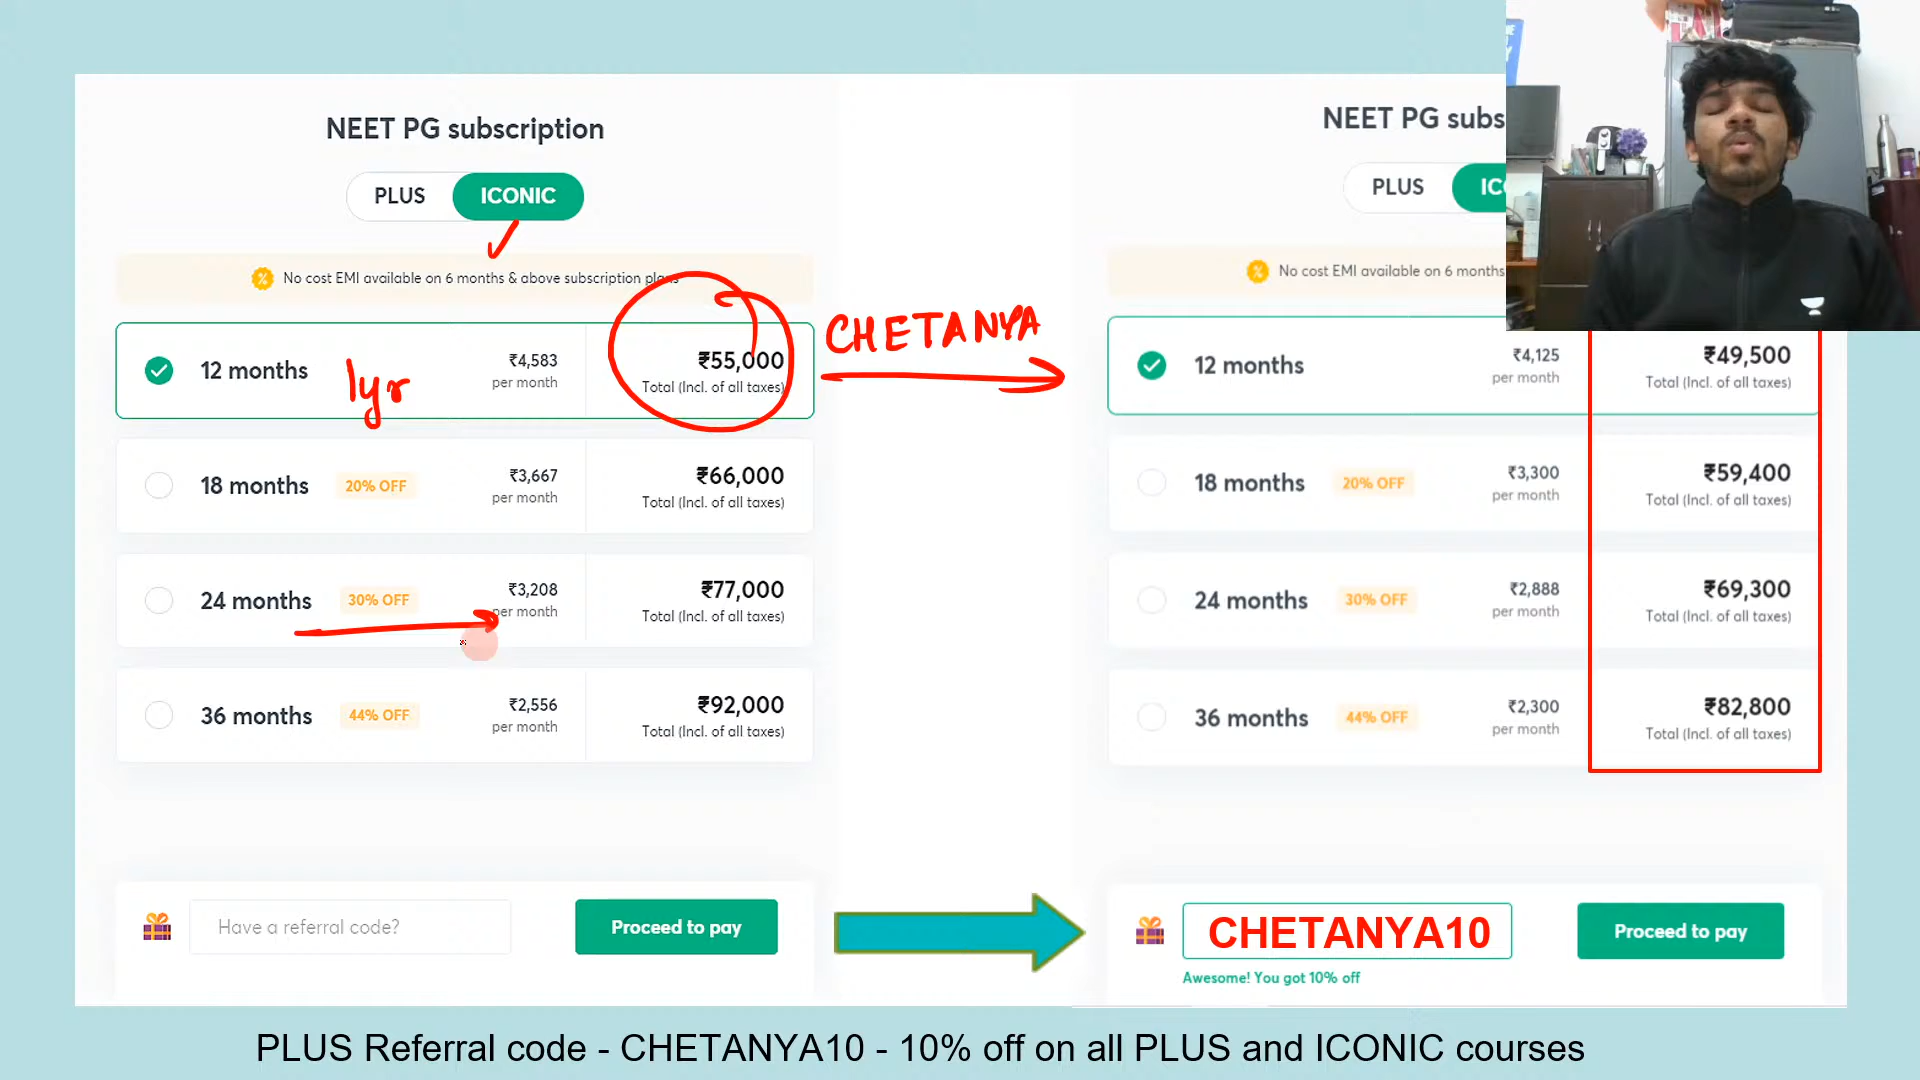 NEET PG subscription
PLUS ICONIC
No cost EMI available on 6 months & above subscription plans
12 months 1yr ₹4,583 per month ₹55,000 Total (Incl. of all taxes)
18 months 20% OFF ₹3,667 per month ₹66,000 Total (Incl. of all taxes)
24 months 30% OFF ₹3,208 per month ₹77,000 Total (Incl. of all taxes)
36 months 44% OFF ₹2,556 per month ₹92,000 Total (Incl. of all taxes)
Have a referral code? Proceed to pay
CHETANYA
NEET PG subs
PLUS IC
No cost EMI available on 6 months
12 months ₹4,125 per month ₹49,500 Total (Incl. of all taxes)
18 months 20% OFF ₹3,300 per month ₹59,400 Total (Incl. of all taxes)
24 months 30% OFF ₹2,888 per month ₹69,300 Total (Incl. of all taxes)
36 months 44% OFF ₹2,300 per month ₹82,800 Total (Incl. of all taxes)
CHETANYA10 Proceed to pay
Awesome! You got 10% off
PLUS Referral code - CHETANYA10 - 10% off on all PLUS and ICONIC courses